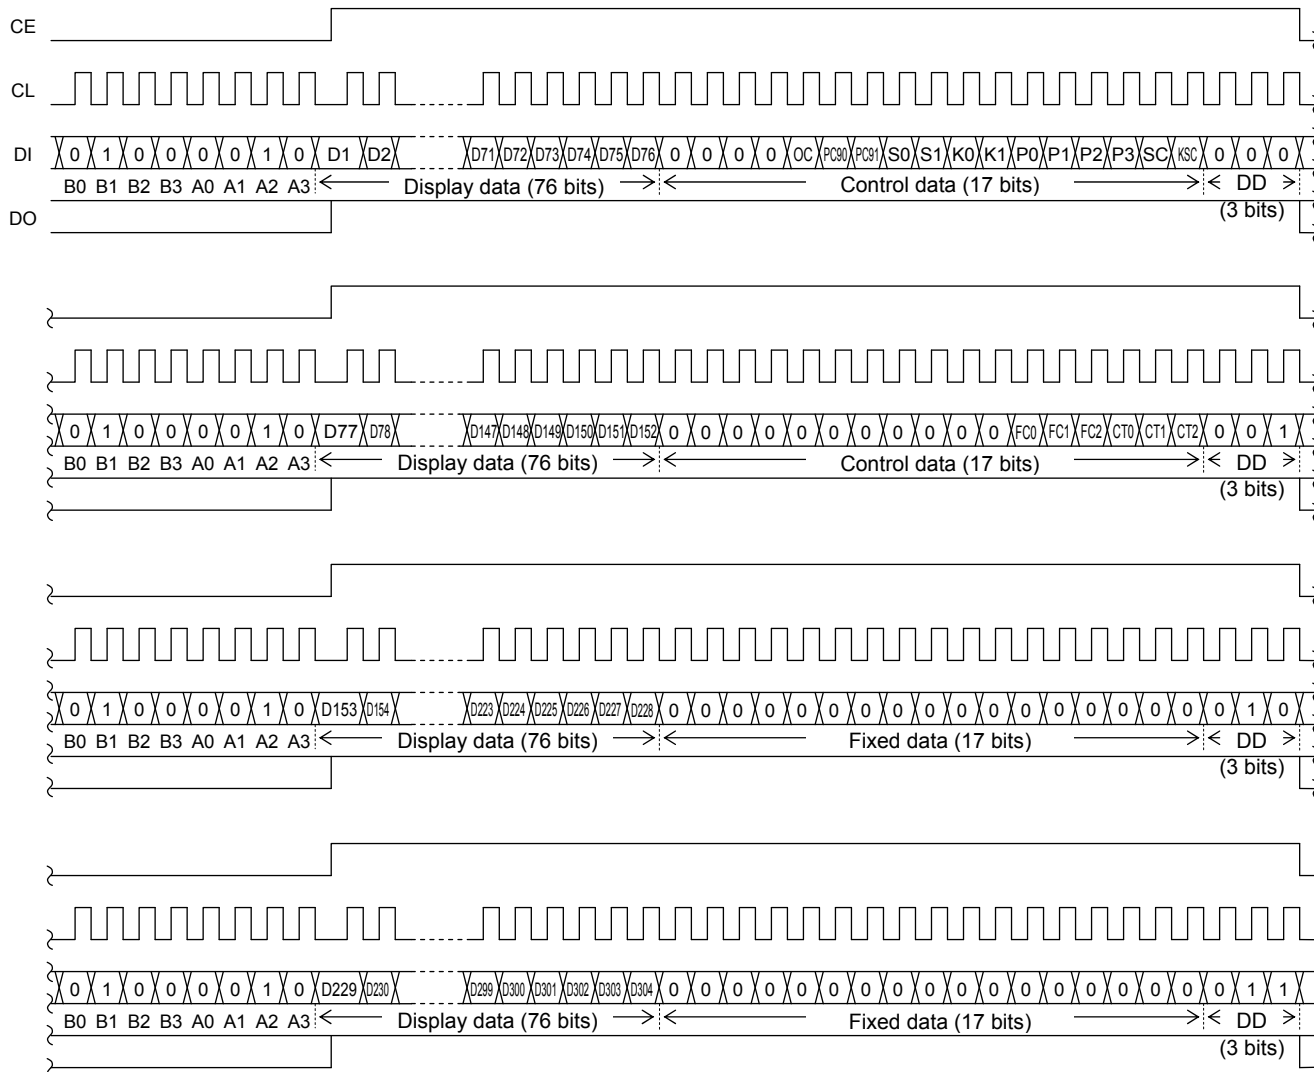 CE
CL
DI 0 1 0 0 0 0 1 0 D1 D2 D71 D72 D73 D74 D75 D76 0 0 0 0 OC PC90 PC91 S0 S1 K0 K1 P0 P1 P2 P3 SC KSC 0 0 0
B0 B1 B2 B3 A0 A1 A2 A3 Display data (76 bits) Control data (17 bits) DD
(3 bits)
DO
0 1 0 0 0 0 1 0 D77 D78 D147 D148 D149 D150 D151 D152 0 0 0 0 0 0 0 0 0 0 0 FC0 FC1 FC2 CT0 CT1 CT2 0 0 1
B0 B1 B2 B3 A0 A1 A2 A3 Display data (76 bits) Control data (17 bits) DD
(3 bits)
0 1 0 0 0 0 1 0 D153 D154 D223 D224 D225 D226 D227 D228 0 0 0 0 0 0 0 0 0 0 0 0 0 0 0 0 0 0 1 0
B0 B1 B2 B3 A0 A1 A2 A3 Display data (76 bits) Fixed data (17 bits) DD
(3 bits)
0 1 0 0 0 0 1 0 D229 D230 D299 D300 D301 D302 D303 D304 0 0 0 0 0 0 0 0 0 0 0 0 0 0 0 0 0 0 1 1
B0 B1 B2 B3 A0 A1 A2 A3 Display data (76 bits) Fixed data (17 bits) DD
(3 bits)